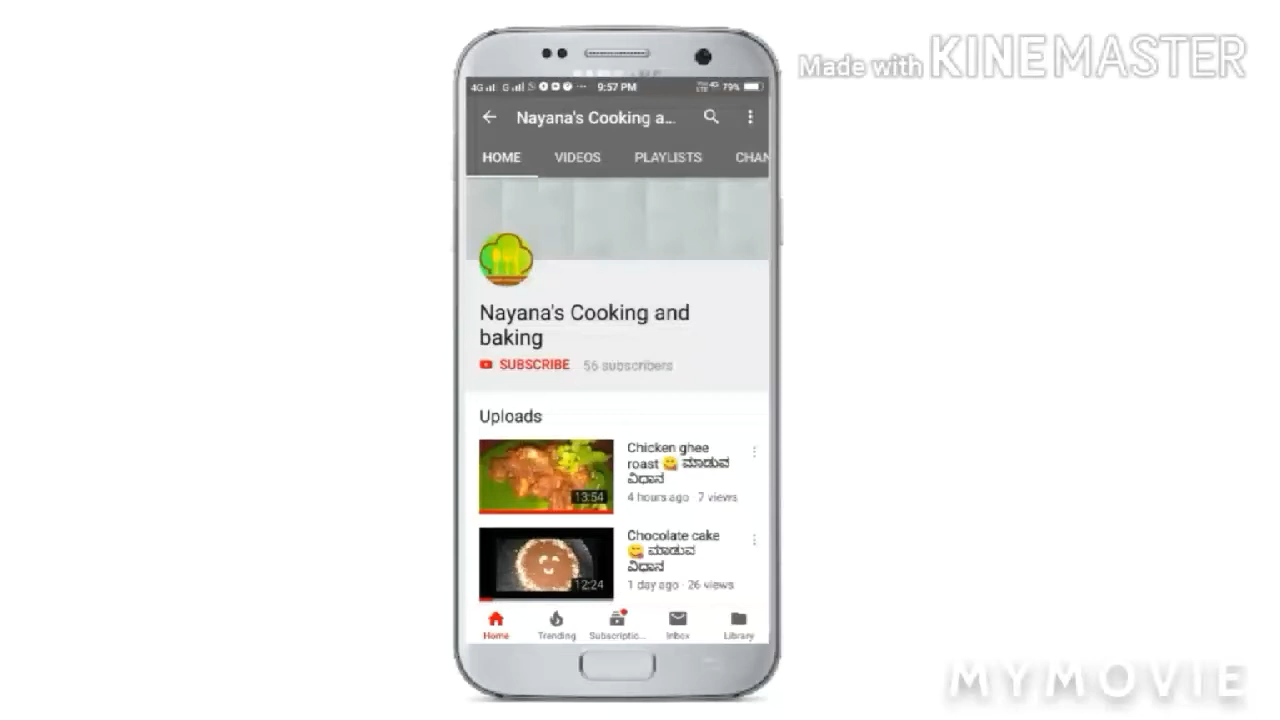 Made with KINEMASTER
4G G 9:57 PM 79%
Nayana's Cooking a...
HOME VIDEOS PLAYLISTS CHAN
Nayana's Cooking and
baking
SUBSCRIBE 56 subscribers
Uploads
Chicken ghee
roast 😋 ಮಾಡುವ
ವಿಧಾನ
13:54
4 hours ago · 7 views
Chocolate cake
😋 ಮಾಡುವ
ವಿಧಾನ
12:24
1 day ago · 26 views
Home Trending Subscriptio... Inbox Library
MYMOVIE